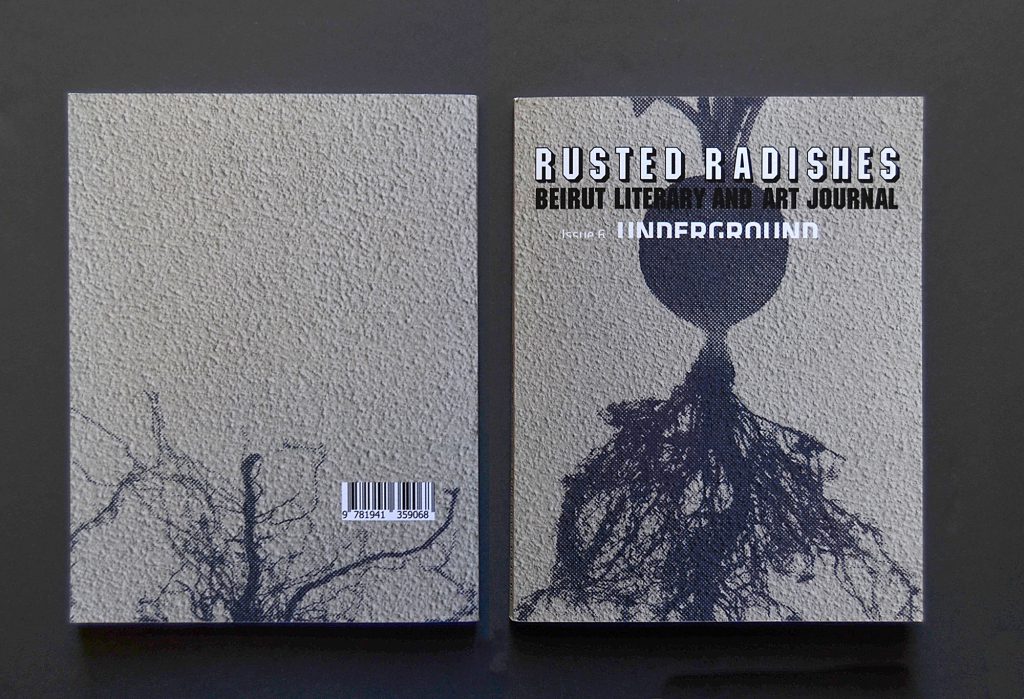 RUSTED RADISHES
BEIRUT LITERARY AND ART JOURNAL
Issue 6 UNDERGROUND
9 781941 359068